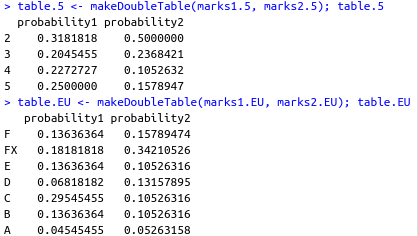 > table.5 <- makeDoubleTable(marks1.5, marks2.5); table.5
probability1 probability2
2 0.3181818 0.5000000
3 0.2045455 0.2368421
4 0.2272727 0.1052632
5 0.2500000 0.1578947
> table.EU <- makeDoubleTable(marks1.EU, marks2.EU); table.EU
probability1 probability2
F 0.13636364 0.15789474
FX 0.18181818 0.34210526
E 0.13636364 0.10526316
D 0.06818182 0.13157895
C 0.29545455 0.10526316
B 0.13636364 0.10526316
A 0.04545455 0.05263158